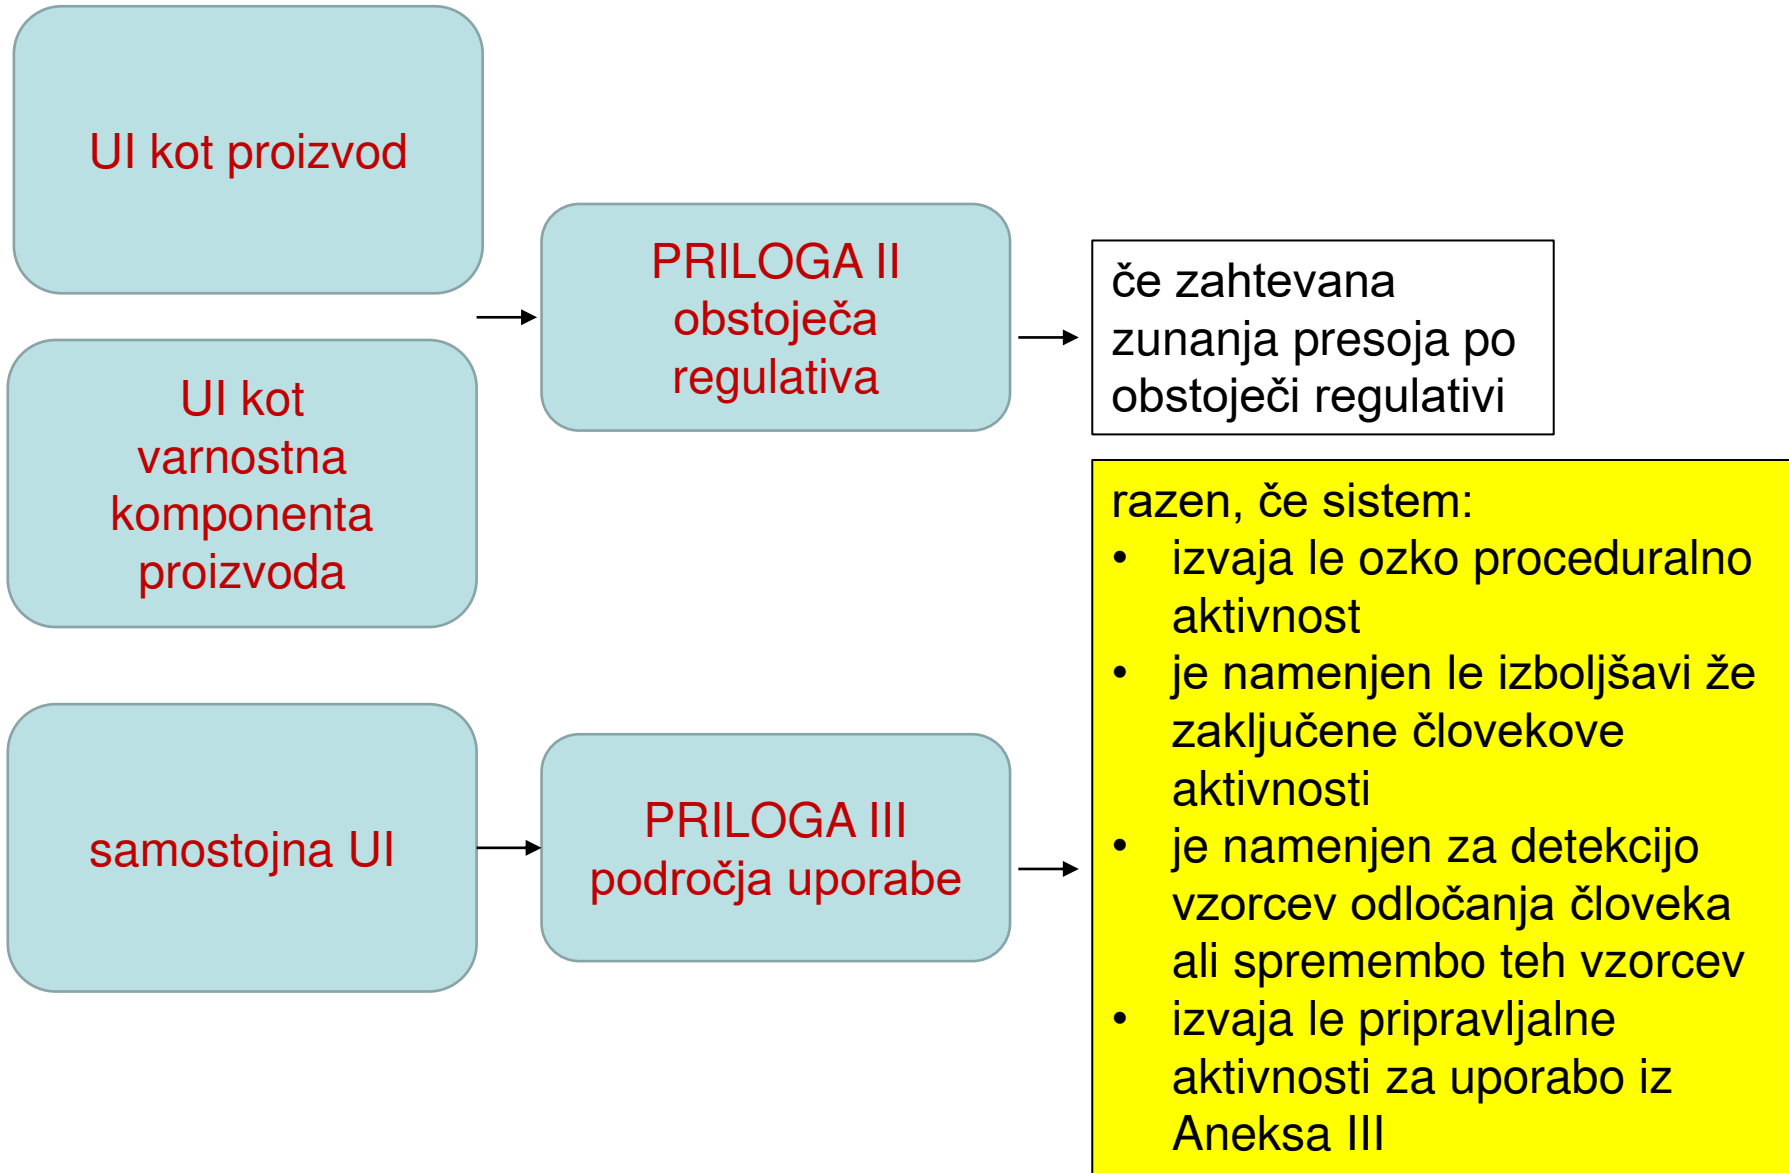 UI kot proizvod
UI kot
varnostna
komponenta
proizvoda
PRILOGA II
obstoječa
regulativa
če zahtevana
zunanja presoja po
obstoječi regulativi
samostojna UI
PRILOGA III
področja uporabe
razen, če sistem:
• izvaja le ozko proceduralno
aktivnost
• je namenjen le izboljšavi že
zaključene človekove
aktivnosti
• je namenjen za detekcijo
vzorcev odločanja človeka
ali spremembo teh vzorcev
• izvaja le pripravljalne
aktivnosti za uporabo iz
Aneksa III